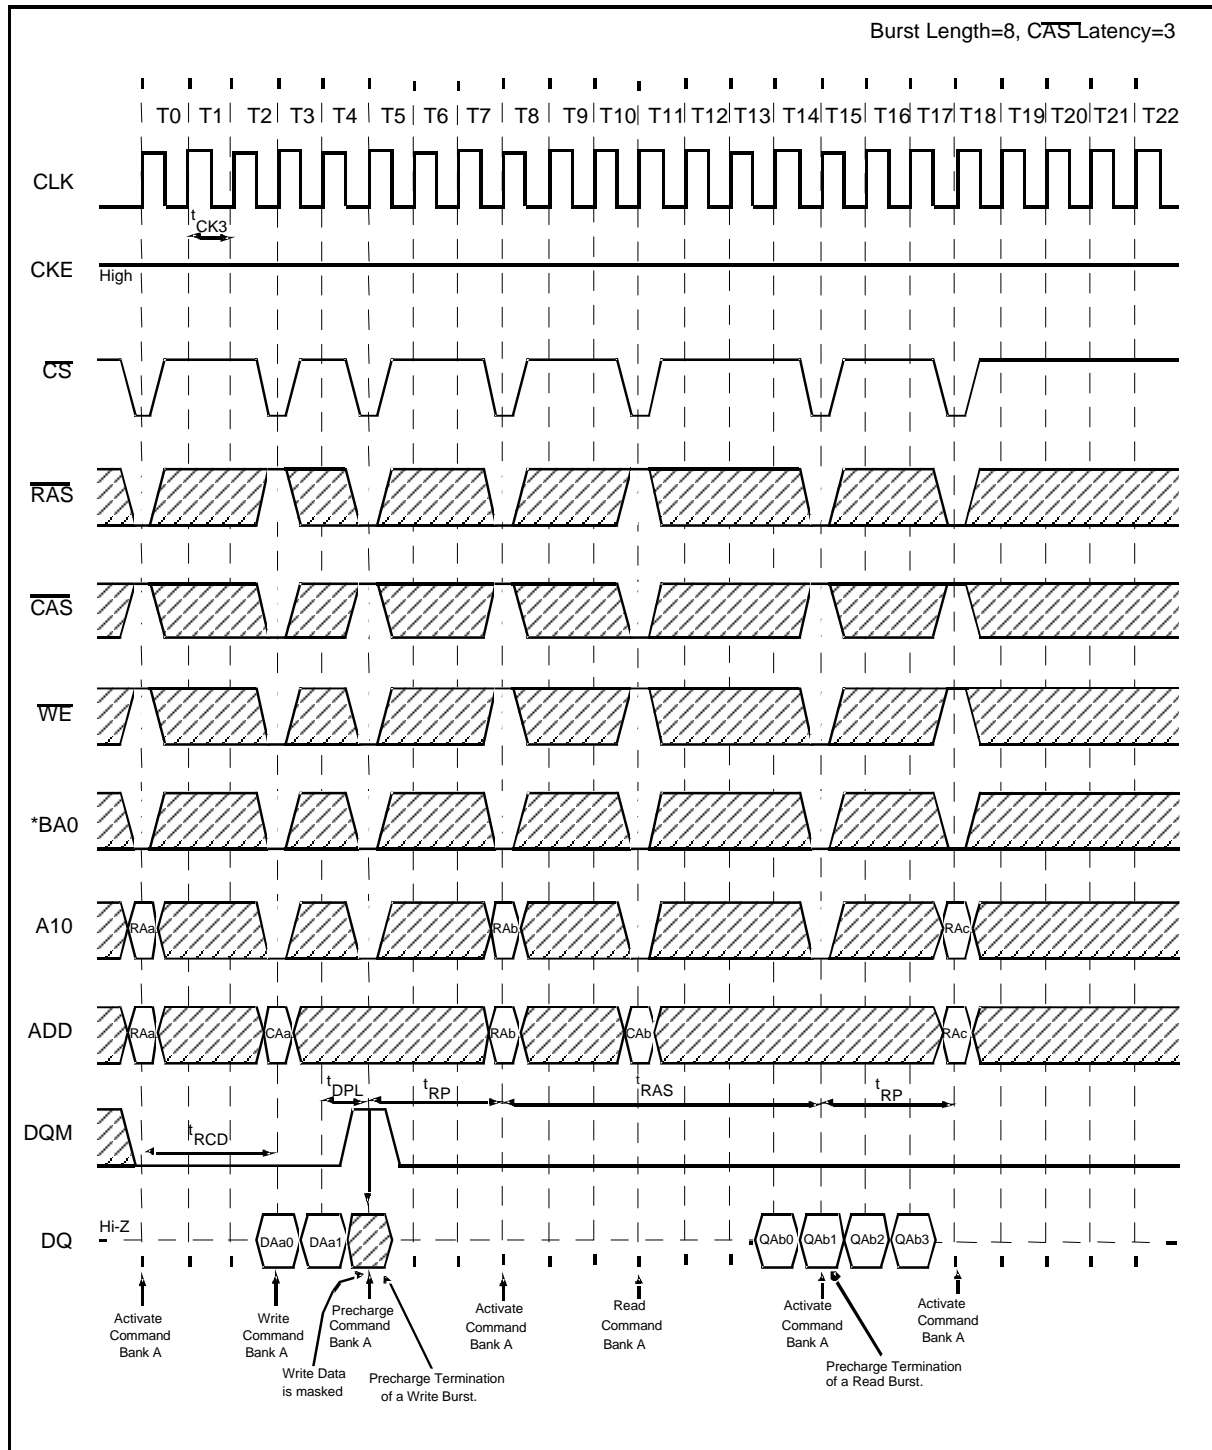 Burst Length=8, CAS Latency=3
T0 T1 T2 T3 T4 T5 T6 T7 T8 T9 T10 T11 T12 T13 T14 T15 T16 T17 T18 T19 T20 T21 T22
CLK
tCK3
CKE
High
CS
RAS
CAS
WE
*BA0
A10
RAa RAb RAc
ADD
RAa CAa RAb CAb RAc
tDPL tRP tRAS tRP
DQM
tRCD
DQ
Hi-Z
DAa0 DAa1 QAb0 QAb1 QAb2 QAb3
Activate
Command
Bank A
Write
Command
Bank A
Precharge
Command
Bank A
Activate
Command
Bank A
Read
Command
Bank A
Activate
Command
Bank A
Activate
Command
Bank A
Write Data
is masked
Precharge Termination
of a Write Burst.
Precharge Termination
of a Read Burst.